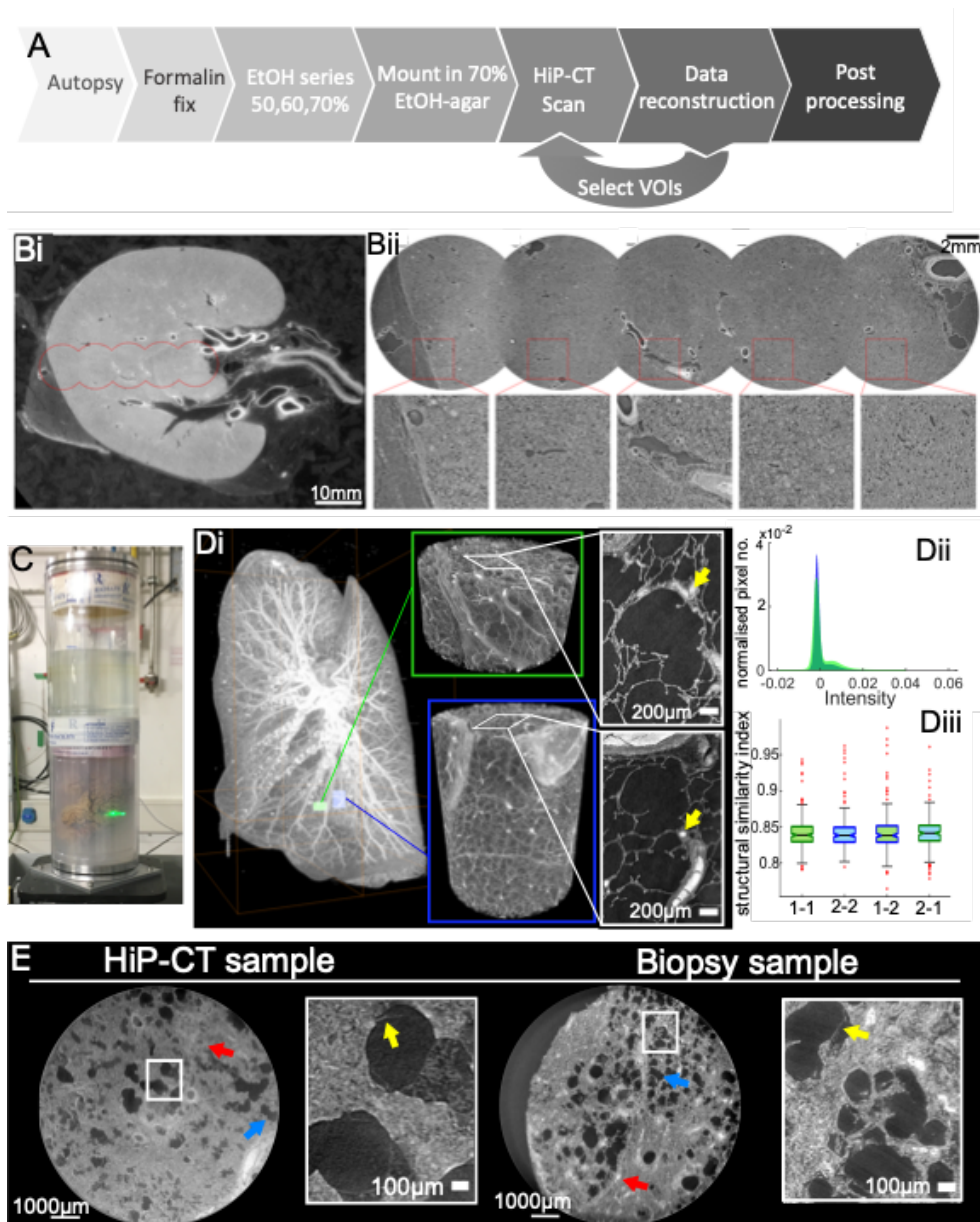 A
Autopsy
Formalin
fix
EtOH series
50,60,70%
Mount in 70%
EtOH-agar
HiP-CT
Scan
Data
reconstruction
Post
processing
Select VOIs
Bi
10mm
Bii
2mm
C
Di
200µm
200µm
Dii
x10-2
4
2
0
normalised pixel no.
-0.02 0 0.02 0.04 0.06
Intensity
Diii
structural similarity index
0.95
0.9
0.85
0.8
1-1 2-2 1-2 2-1
E
HiP-CT sample
Biopsy sample
1000µm
100µm
1000µm
100µm